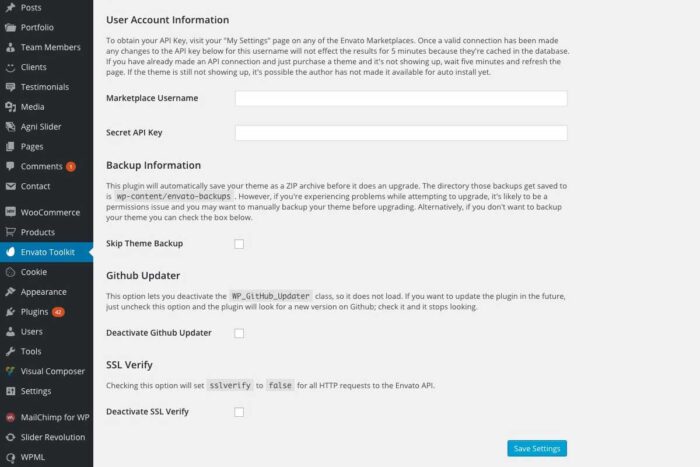 Posts
Portfolio
Team Members
Clients
Testimonials
Media
Agni Slider
Pages
Comments 1
Contact
WooCommerce
Products
Envato Toolkit
Cookie
Appearance
Plugins 42
Users
Tools
Visual Composer
Settings
MailChimp for WP
Slider Revolution
WPML
User Account Information
To obtain your API Key, visit your "My Settings" page on any of the Envato Marketplaces. Once a valid connection has been made
any changes to the API key below for this username will not effect the results for 5 minutes because they're cached in the database.
If you have already made an API connection and just purchase a theme and it's not showing up, wait five minutes and refresh the
page. If the theme is still not showing up, it's possible the author has not made it available for auto install yet.
Marketplace Username
Secret API Key
Backup Information
This plugin will automatically save your theme as a ZIP archive before it does an upgrade. The directory those backups get saved to
is wp-content/envato-backups. However, if you're experiencing problems while attempting to upgrade, it's likely to be a
permissions issue and you may want to manually backup your theme before upgrading. Alternatively, if you don't want to backup
your theme you can check the box below.
Skip Theme Backup
Github Updater
This option lets you deactivate the WP_GitHub_Updater class, so it does not load. If you want to update the plugin in the future,
just uncheck this option and the plugin will look for a new version on Github; check it and it stops looking.
Deactivate Github Updater
SSL Verify
Checking this option will set sslverify to false for all HTTP requests to the Envato API.
Deactivate SSL Verify
Save Settings